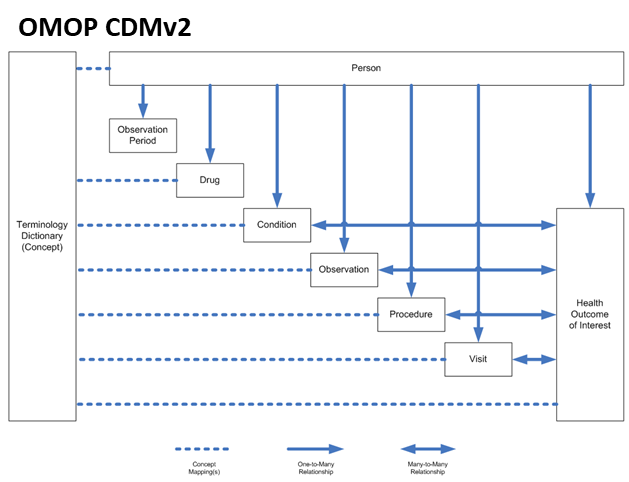 OMOP CDMv2
Person
Observation
Period
Drug
Terminology
Dictionary
(Concept)
Condition
Observation
Health
Outcome
of Interest
Procedure
Visit
Concept
Mapping(s)
One-to-Many
Relationship
Many-to-Many
Relationship